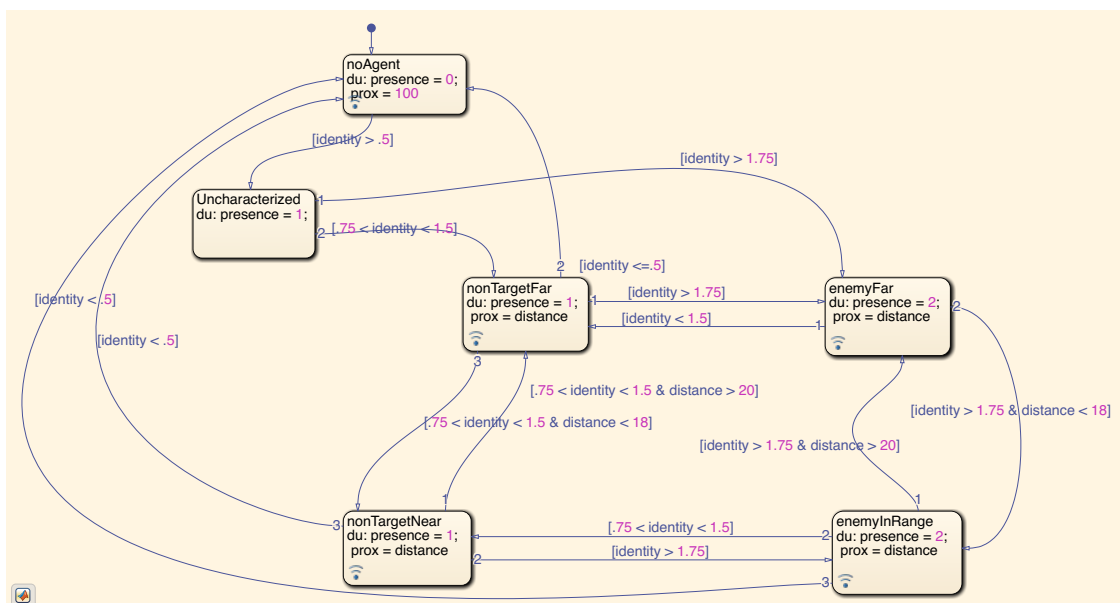 noAgent
du: presence = 0;
prox = 100
[identity > .5]
[identity > 1.75]
Uncharacterized
du: presence = 1;
1
2
[.75 < identity < 1.5]
2
[identity <=.5]
nonTargetFar
du: presence = 1;
prox = distance
1
[identity > 1.75]
[identity < 1.5]
1
3
enemyFar
du: presence = 2;
prox = distance
2
[identity < .5]
[identity < .5]
[.75 < identity < 1.5 & distance > 20]
[.75 < identity < 1.5 & distance < 18]
[identity > 1.75 & distance < 18]
[identity > 1.75 & distance > 20]
1
1
3
nonTargetNear
du: presence = 1;
prox = distance
2
[.75 < identity < 1.5]
[identity > 1.75]
2
3
enemyInRange
du: presence = 2;
prox = distance